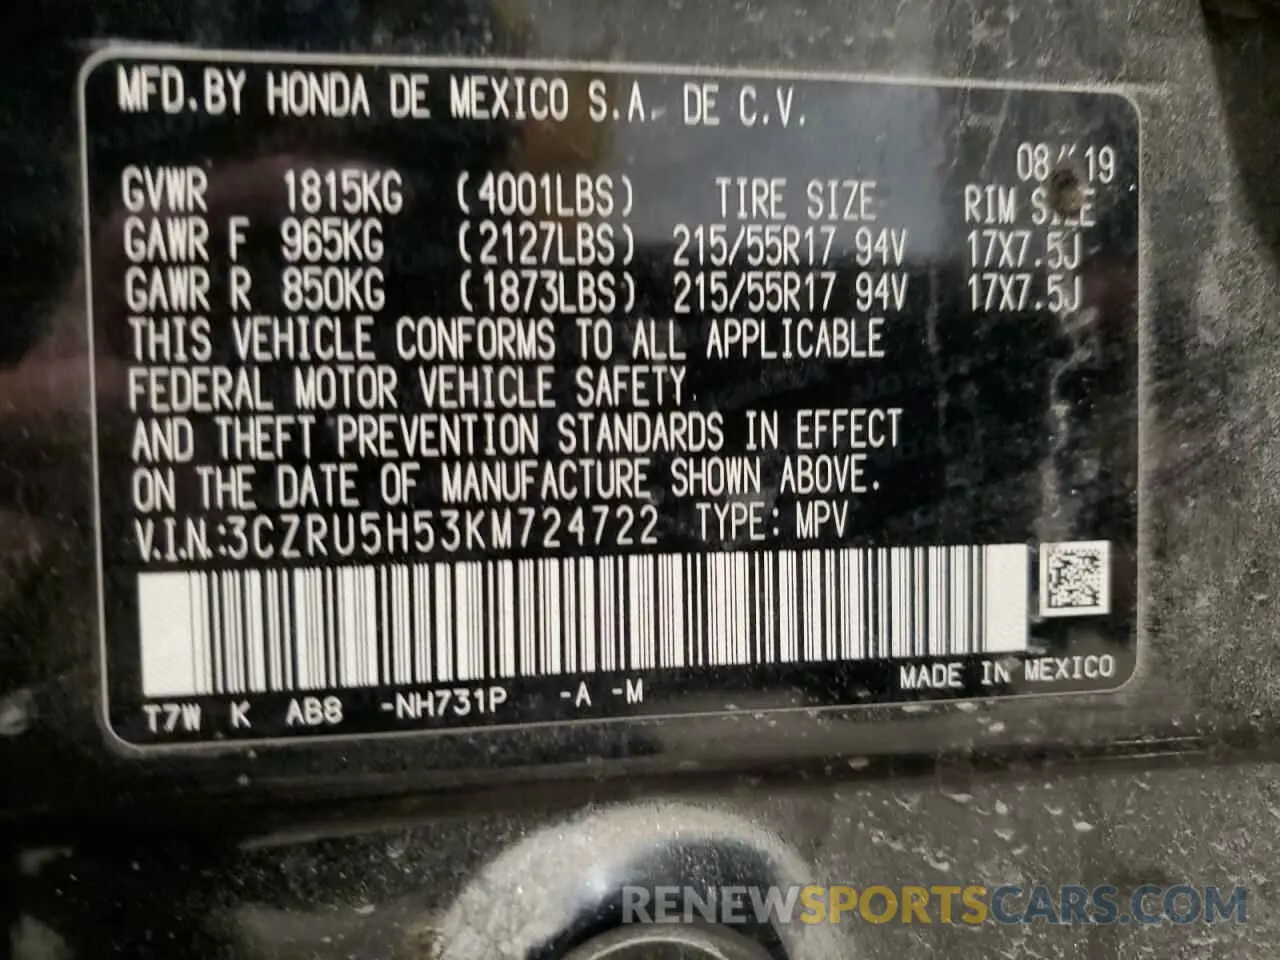 MFD.BY HONDA DE MEXICO S.A. DE C.V.
08/19
GVWR 1815KG (4001LBS) TIRE SIZE RIM SIZE
GAWR F 965KG (2127LBS) 215/55R17 94V 17X7.5J
GAWR R 850KG (1873LBS) 215/55R17 94V 17X7.5J
THIS VEHICLE CONFORMS TO ALL APPLICABLE
FEDERAL MOTOR VEHICLE SAFETY.
AND THEFT PREVENTION STANDARDS IN EFFECT
ON THE DATE OF MANUFACTURE SHOWN ABOVE.
V.I.N.:3CZRU5H53KM724722 TYPE: MPV
MADE IN MEXICO
T7W K AB8 -NH731P -A -M
RENEWSPORTSCARS.COM